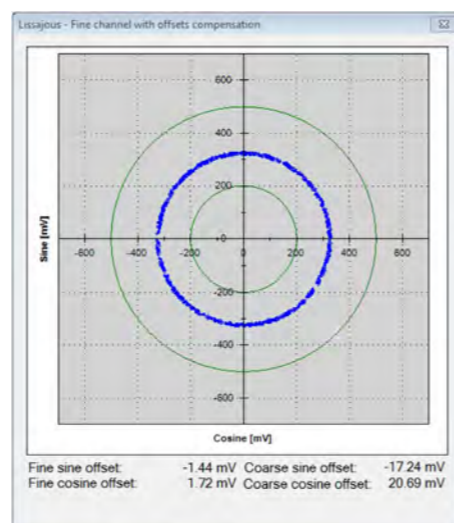 Lissajous - Fine channel with offsets compensation
600
400
200
-600 -400 -200 0 200 400 600
-200
-400
-600
Sine [mV]
Cosine [mV]
Fine sine offset: -1.44 mV Coarse sine offset: -17.24 mV
Fine cosine offset: 1.72 mV Coarse cosine offset: 20.69 mV